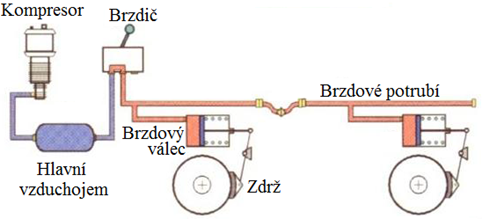 Kompresor
Brzdič
Brzdové potrubí
Brzdový
válec
Hlavní
vzduchojem
Zdrž